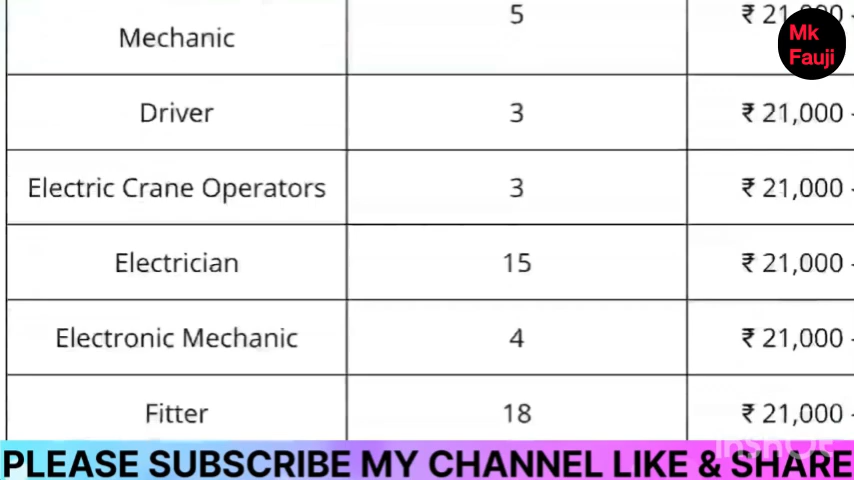 5
Mechanic
Mk
Fauji
Driver 3 ₹ 21,000 -
Electric Crane Operators 3 ₹ 21,000 -
Electrician 15 ₹ 21,000 -
Electronic Mechanic 4 ₹ 21,000 -
Fitter 18 ₹ 21,000 -
InShOt
PLEASE SUBSCRIBE MY CHANNEL LIKE & SHARE